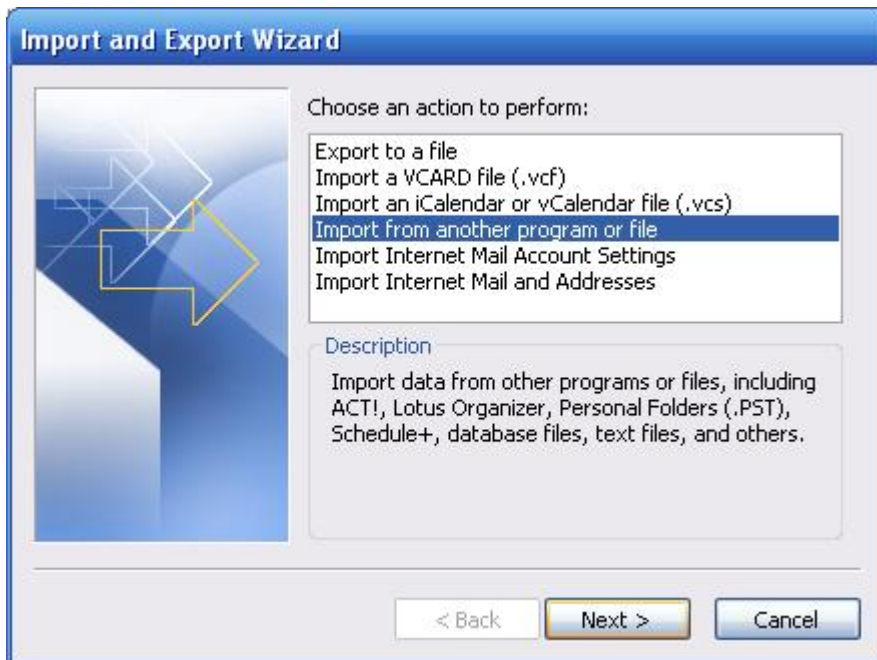 Import and Export Wizard
Choose an action to perform:
Export to a file
Import a VCARD file (.vcf)
Import an iCalendar or vCalendar file (.vcs)
Import from another program or file
Import Internet Mail Account Settings
Import Internet Mail and Addresses
Description
Import data from other programs or files, including
ACT!, Lotus Organizer, Personal Folders (.PST),
Schedule+, database files, text files, and others.
< Back Next > Cancel